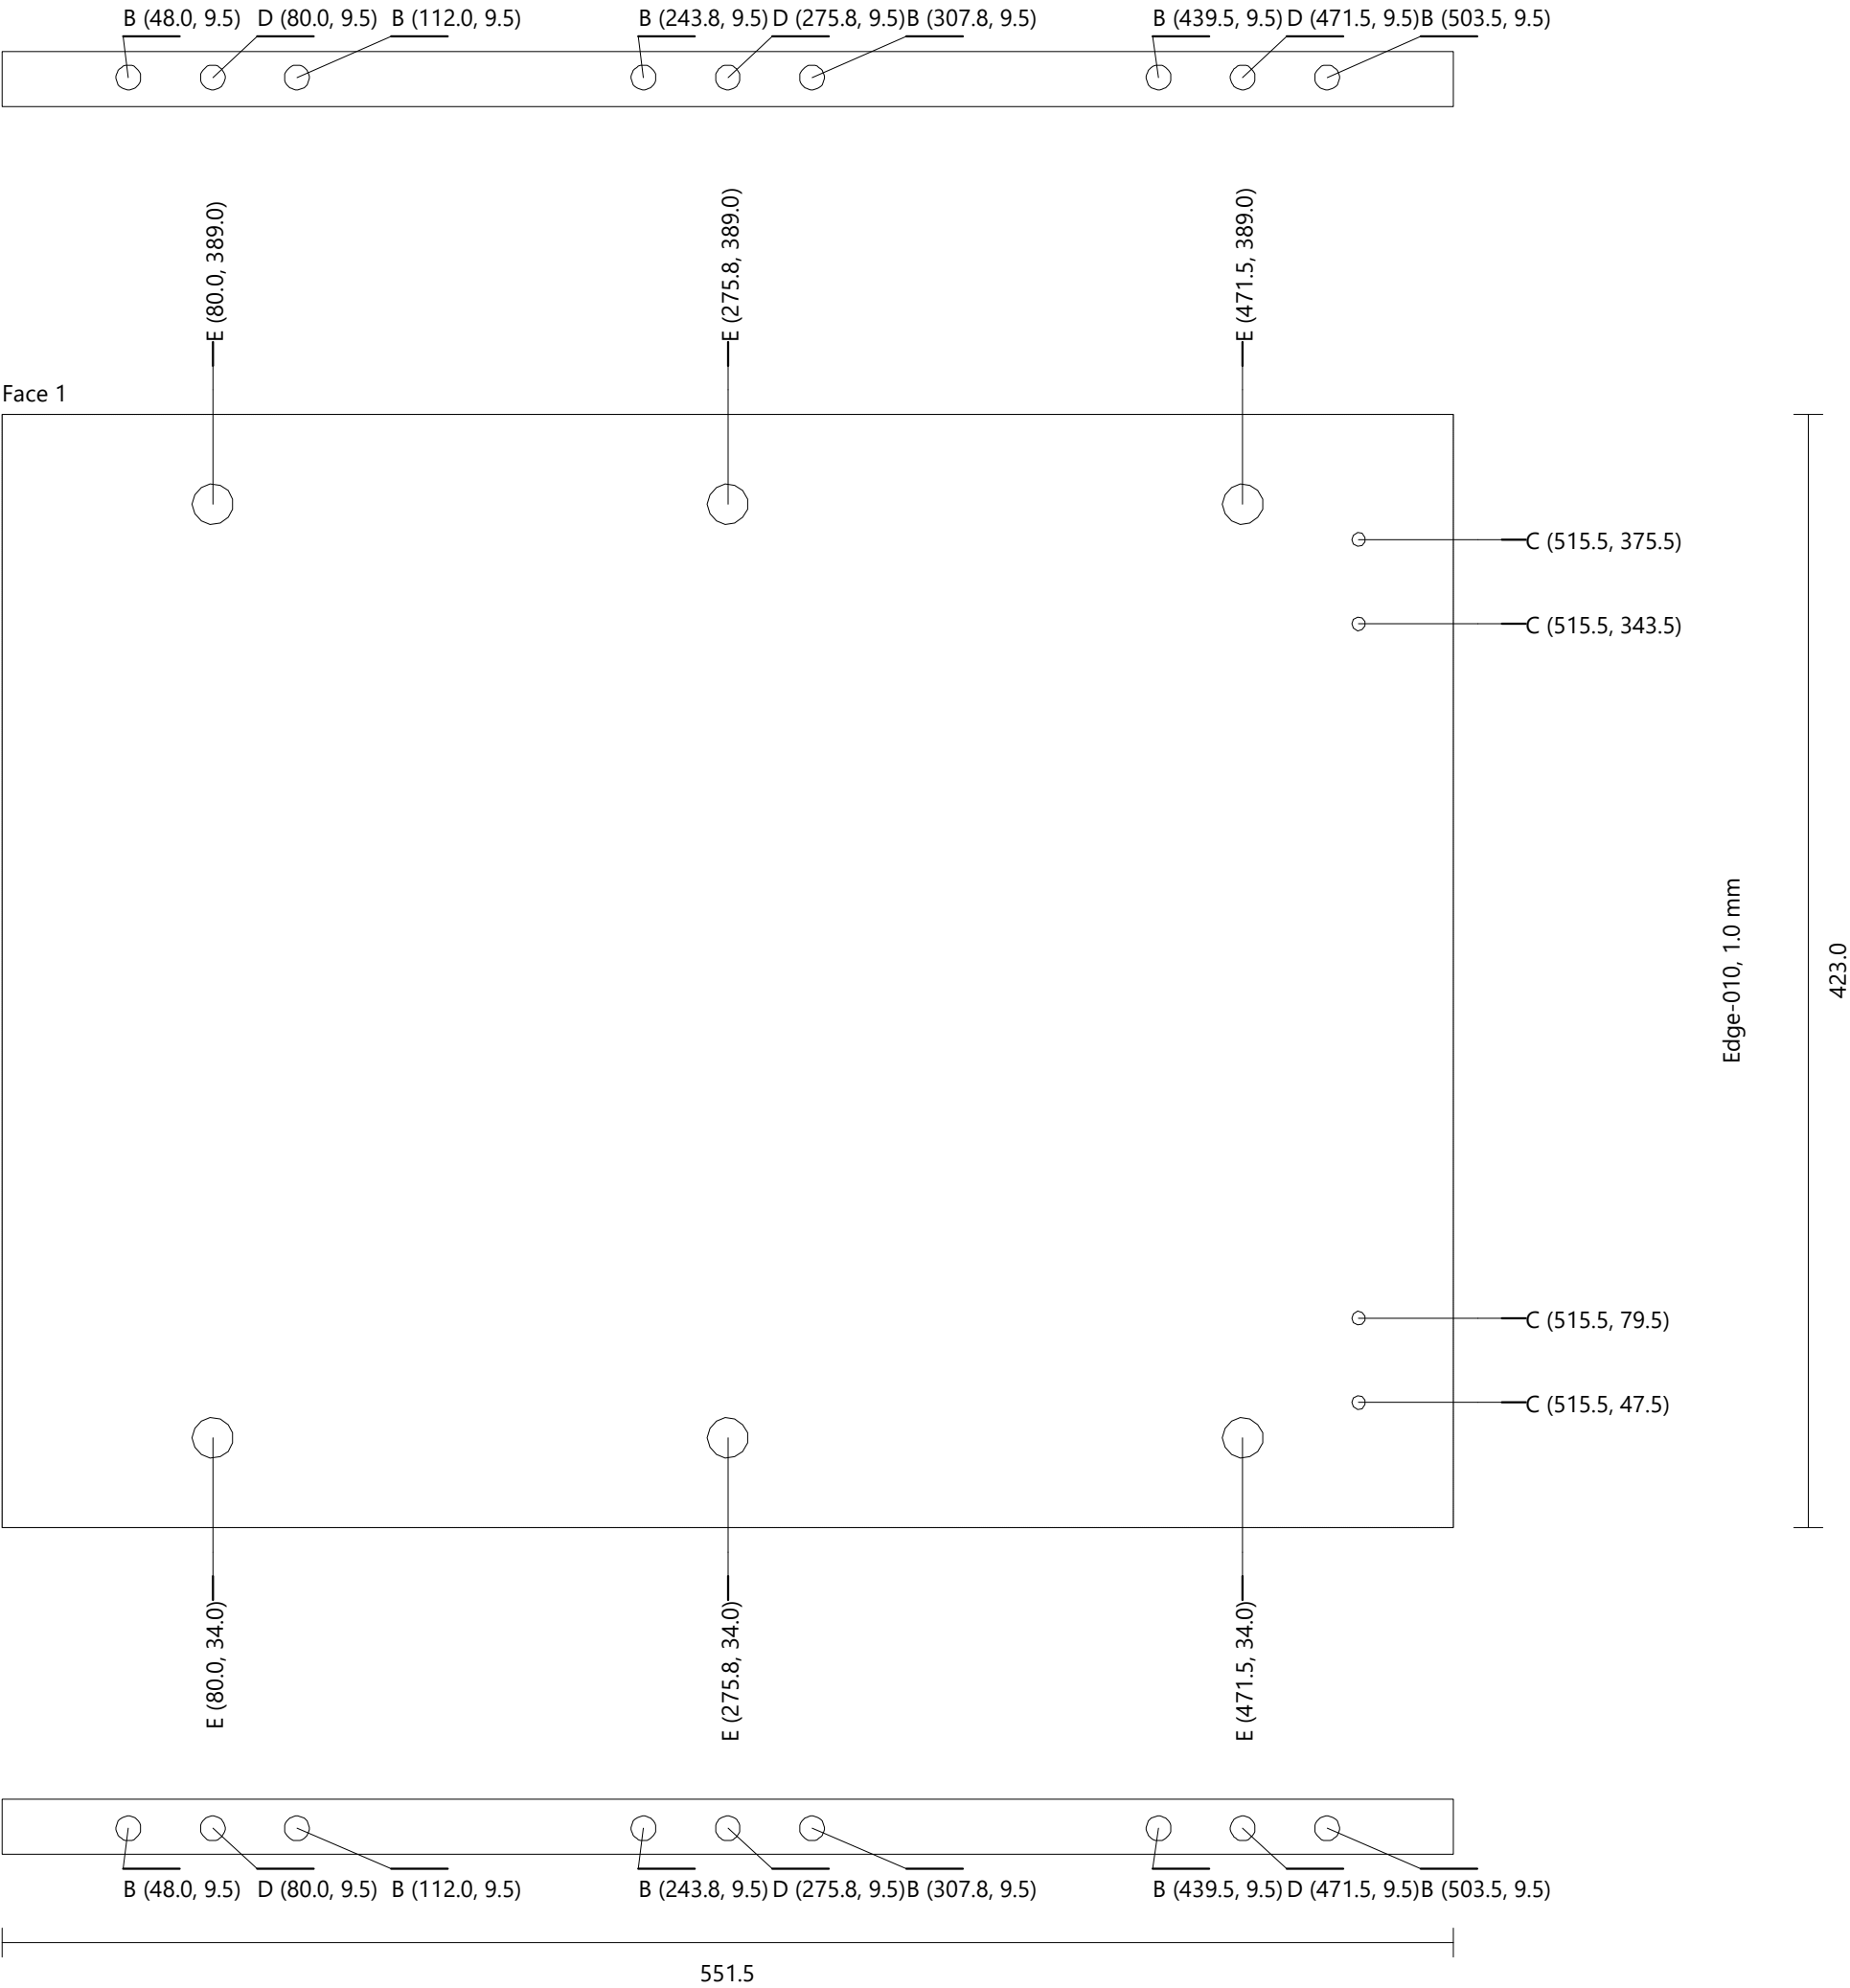 B (48.0, 9.5) D (80.0, 9.5) B (112.0, 9.5) B (243.8, 9.5) D (275.8, 9.5) B (307.8, 9.5) B (439.5, 9.5) D (471.5, 9.5) B (503.5, 9.5)
E (80.0, 389.0)
E (275.8, 389.0)
E (471.5, 389.0)
Face 1
C (515.5, 375.5)
C (515.5, 343.5)
Edge-010, 1.0 mm
423.0
C (515.5, 79.5)
C (515.5, 47.5)
E (80.0, 34.0)
E (275.8, 34.0)
E (471.5, 34.0)
B (48.0, 9.5) D (80.0, 9.5) B (112.0, 9.5) B (243.8, 9.5) D (275.8, 9.5) B (307.8, 9.5) B (439.5, 9.5) D (471.5, 9.5) B (503.5, 9.5)
551.5